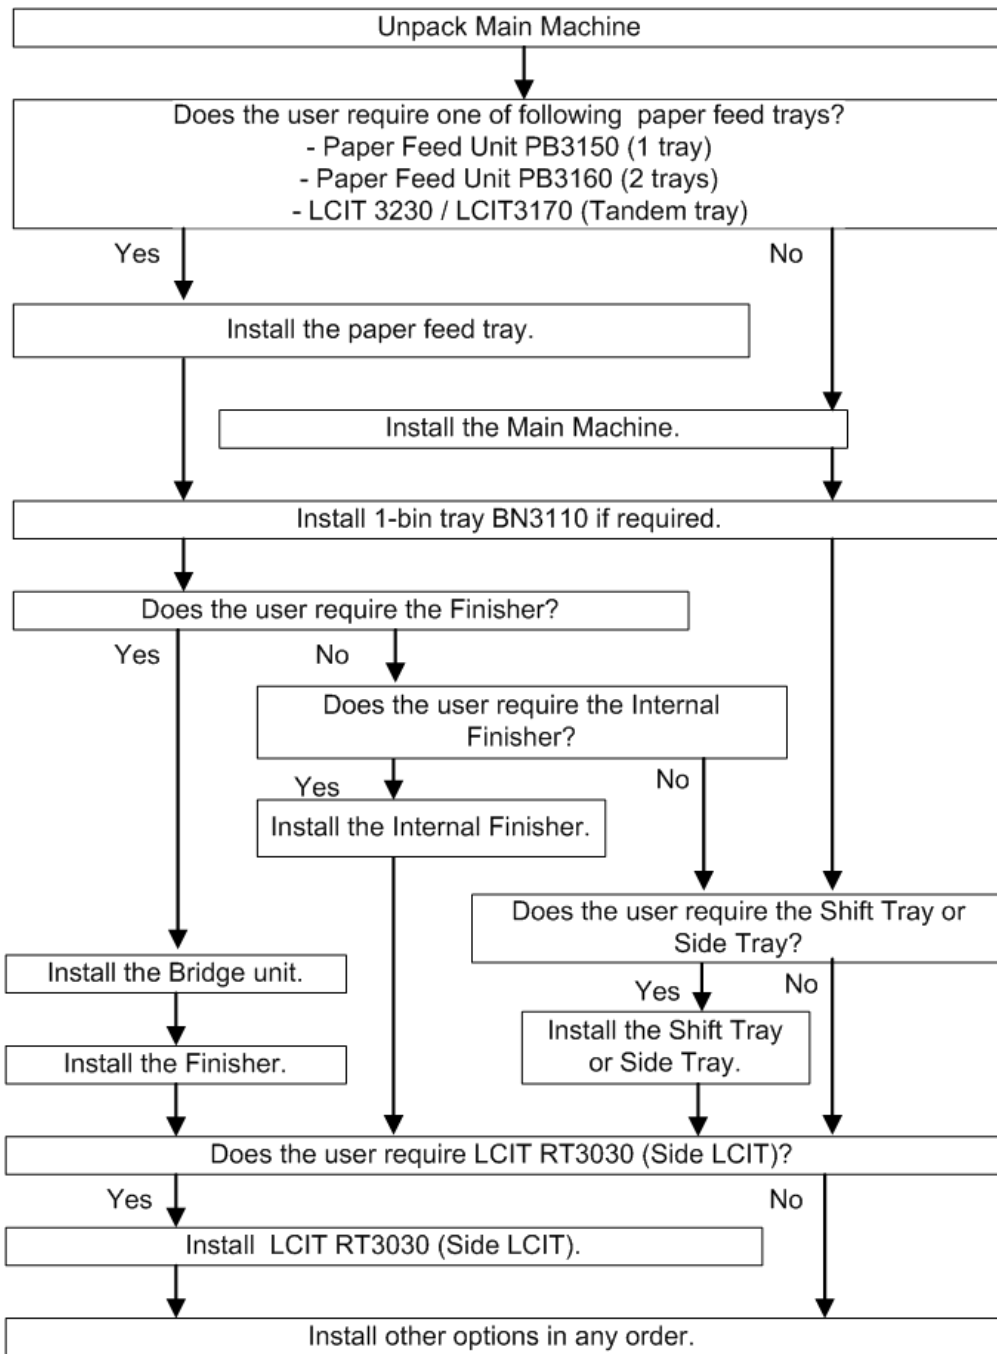 Unpack Main Machine
Does the user require one of following paper feed trays?
- Paper Feed Unit PB3150 (1 tray)
- Paper Feed Unit PB3160 (2 trays)
- LCIT 3230 / LCIT3170 (Tandem tray)
Yes
No
Install the paper feed tray.
Install the Main Machine.
Install 1-bin tray BN3110 if required.
Does the user require the Finisher?
Yes
No
Does the user require the Internal
Finisher?
Yes
No
Install the Internal Finisher.
Does the user require the Shift Tray or
Side Tray?
Install the Bridge unit.
Yes
No
Install the Shift Tray
or Side Tray.
Install the Finisher.
Does the user require LCIT RT3030 (Side LCIT)?
Yes
No
Install LCIT RT3030 (Side LCIT).
Install other options in any order.